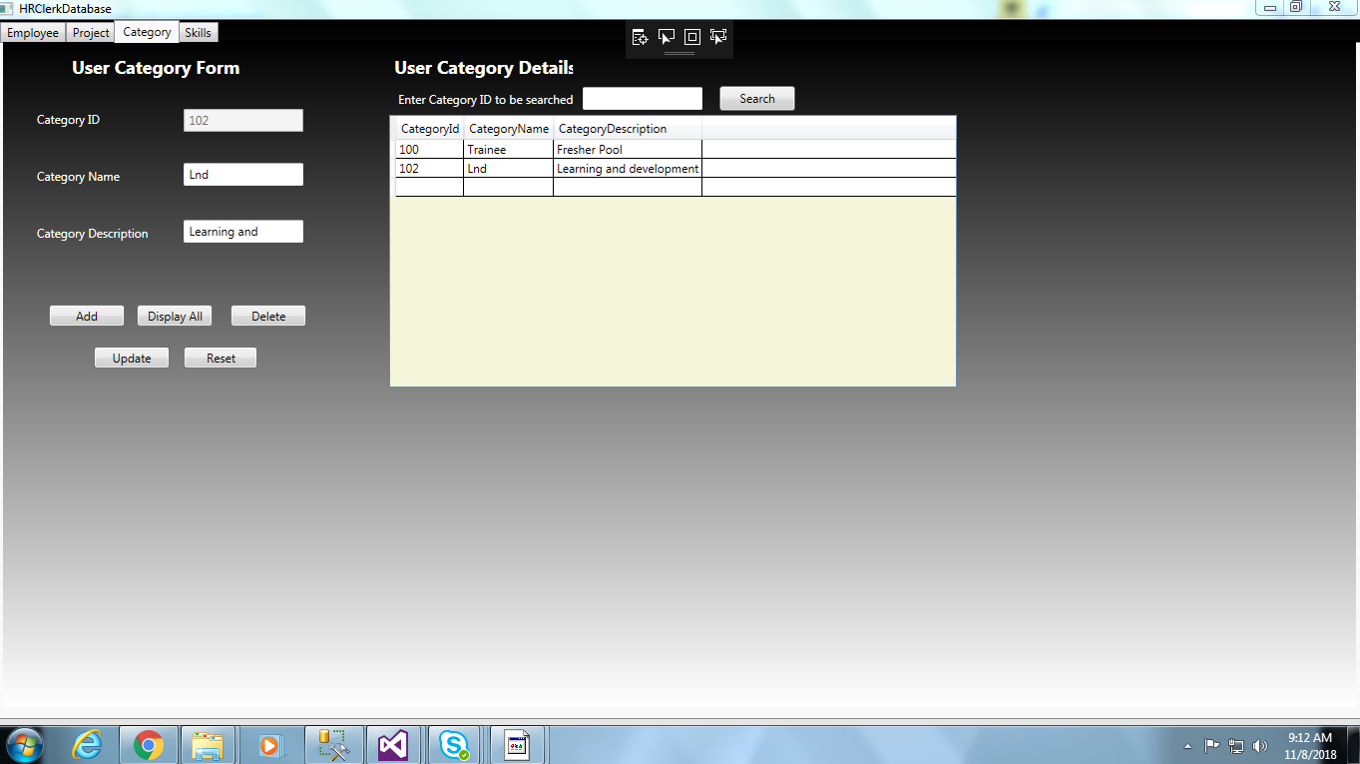 HRClerkDatabase
Employee Project Category Skills
User Category Form
Category ID 102
Category Name Lnd
Category Description Learning and
Add Display All Delete
Update Reset
User Category Details
Enter Category ID to be searched Search
CategoryId CategoryName CategoryDescription
100 Trainee Fresher Pool
102 Lnd Learning and development
9:12 AM
11/8/2018